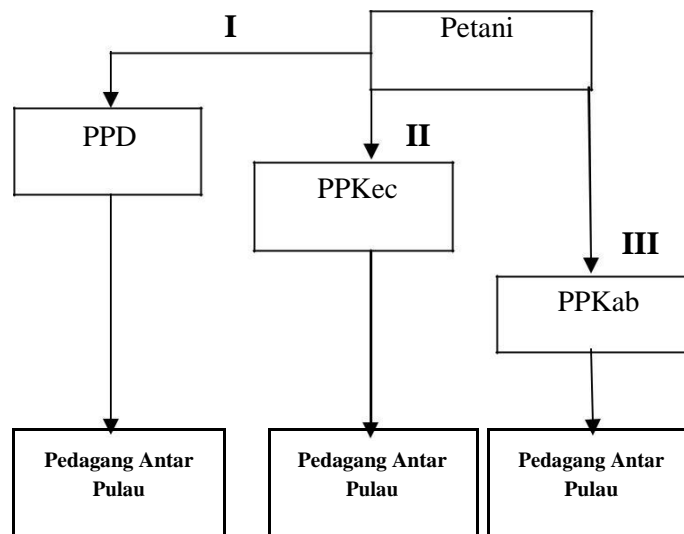 I
Petani
PPD
II
PPKec
III
PPKab
Pedagang Antar
Pulau
Pedagang Antar
Pulau
Pedagang Antar
Pulau